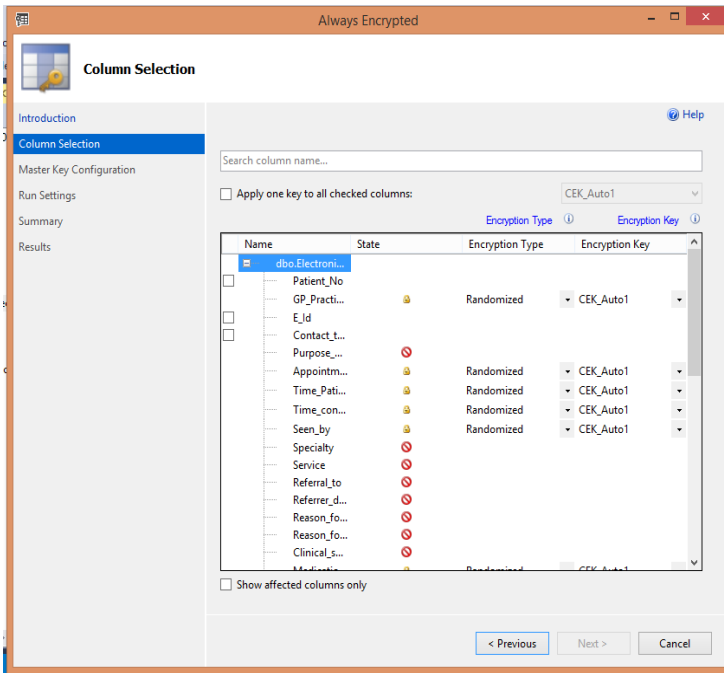 Always Encrypted
Column Selection
Introduction
Help
Column Selection
Master Key Configuration
Run Settings
Summary
Results
Search column name...
Apply one key to all checked columns: CEK_Auto1
Encryption Type Encryption Key
Name State Encryption Type Encryption Key
dbo.Electroni...
Patient_No
GP_Practi... Randomized CEK_Auto1
E_Id
Contact_t...
Purpose_...
Appointm... Randomized CEK_Auto1
Time_Pati... Randomized CEK_Auto1
Time_con... Randomized CEK_Auto1
Seen_by Randomized CEK_Auto1
Specialty
Service
Referral_to
Referrer_d...
Reason_fo...
Reason_fo...
Clinical_s...
Medicatio... Randomized CEK_Auto1
Show affected columns only
< Previous Next > Cancel